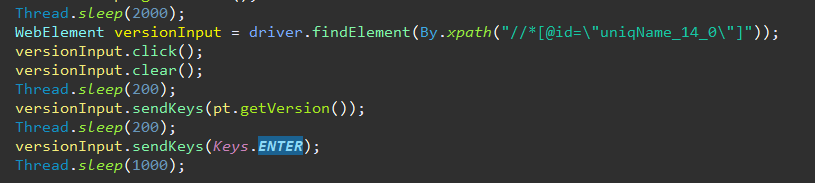 Thread.sleep(2000);
WebElement versionInput = driver.findElement(By.xpath("//*[@id=\"uniqName_14_0\"]"));
versionInput.click();
versionInput.clear();
Thread.sleep(200);
versionInput.sendKeys(pt.getVersion());
Thread.sleep(200);
versionInput.sendKeys(Keys.ENTER);
Thread.sleep(1000);